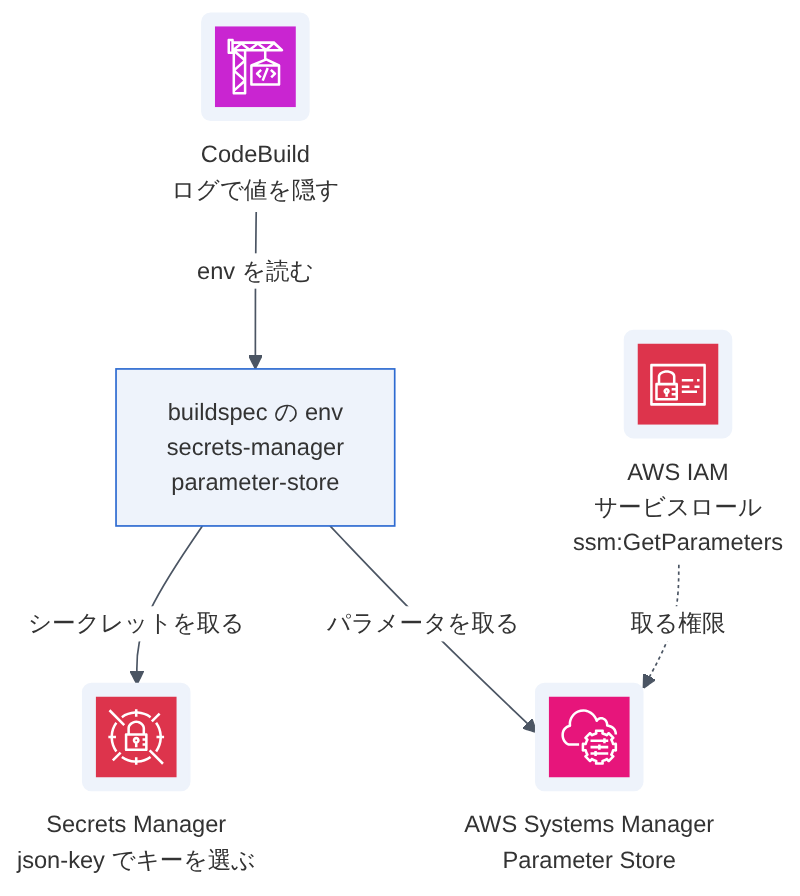 CodeBuild
ログで値を隠す
env を読む
buildspec の env
secrets-manager
parameter-store
AWS IAM
サービスロール
ssm:GetParameters
シークレットを取る
パラメータを取る
取る権限
Secrets Manager
json-key でキーを選ぶ
AWS Systems Manager
Parameter Store